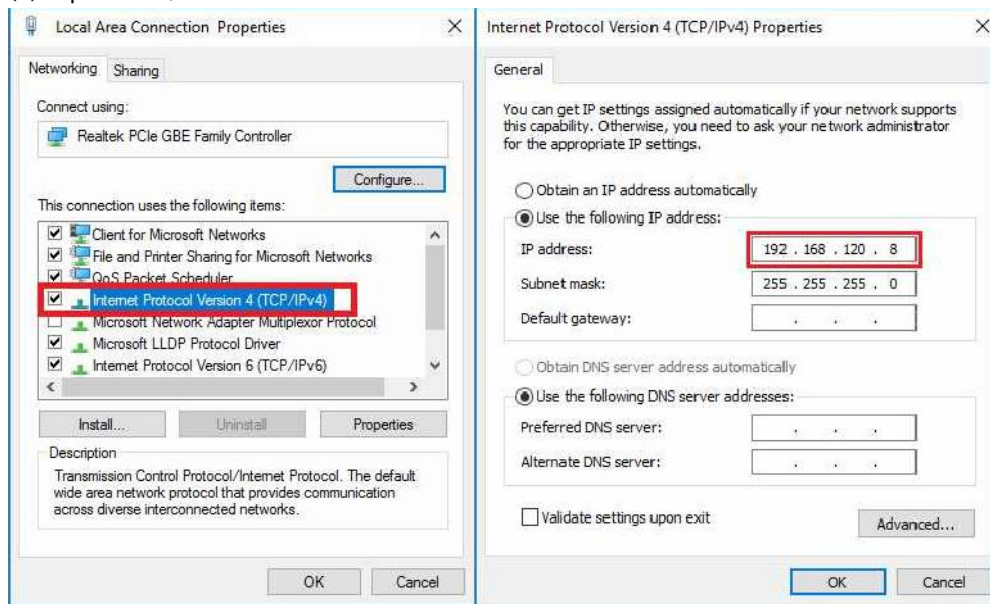 Local Area Connection Properties
Networking Sharing
Connect using:
Realtek PCIe GBE Family Controller
Configure...
This connection uses the following items:
Client for Microsoft Networks
File and Printer Sharing for Microsoft Networks
QoS Packet Scheduler
Internet Protocol Version 4 (TCP/IPv4)
Microsoft Network Adapter Multiplexor Protocol
Microsoft LLDP Protocol Driver
Internet Protocol Version 6 (TCP/IPv6)
Install... Uninstall Properties
Description
Transmission Control Protocol/Internet Protocol. The default
wide area network protocol that provides communication
across diverse interconnected networks.
OK Cancel
Internet Protocol Version 4 (TCP/IPv4) Properties
General
You can get IP settings assigned automatically if your network supports
this capability. Otherwise, you need to ask your network administrator
for the appropriate IP settings.
Obtain an IP address automatically
Use the following IP address:
IP address: 192 . 168 . 120 . 8
Subnet mask: 255 . 255 . 255 . 0
Default gateway: . . .
Obtain DNS server address automatically
Use the following DNS server addresses:
Preferred DNS server: . . .
Alternate DNS server: . . .
Validate settings upon exit
Advanced...
OK Cancel